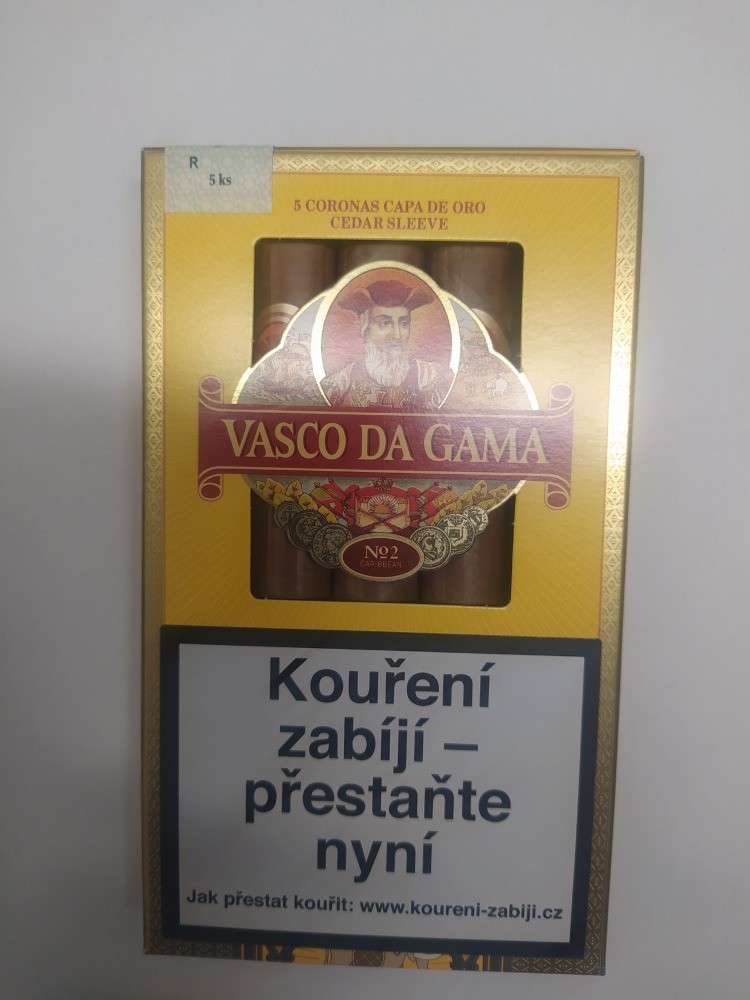 R
5 ks
5 CORONAS CAPA DE ORO
CEDAR SLEEVE
VASCO DA GAMA
№2
CARIBBEAN
Kouření
zabíjí –
přestaňte
nyní
Jak přestat kouřit: www.koureni-zabiji.cz